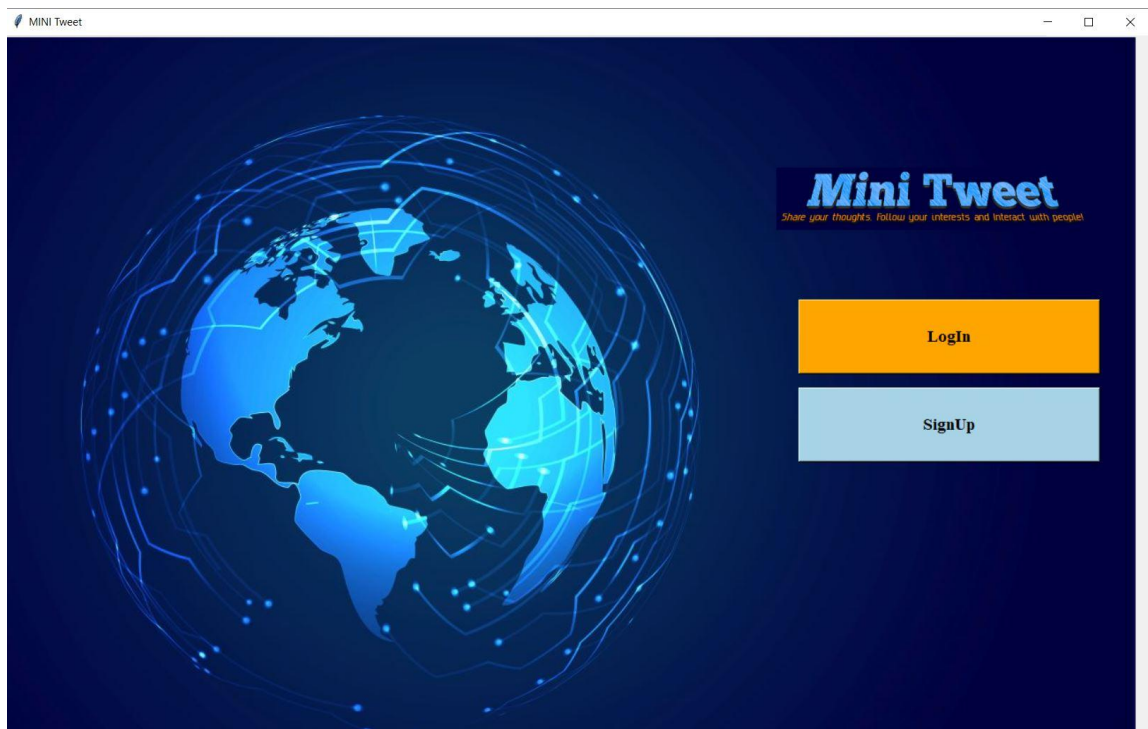 MINI Tweet
Mini Tweet
Share your thoughts. Follow your interests and Interact with people!
LogIn
SignUp